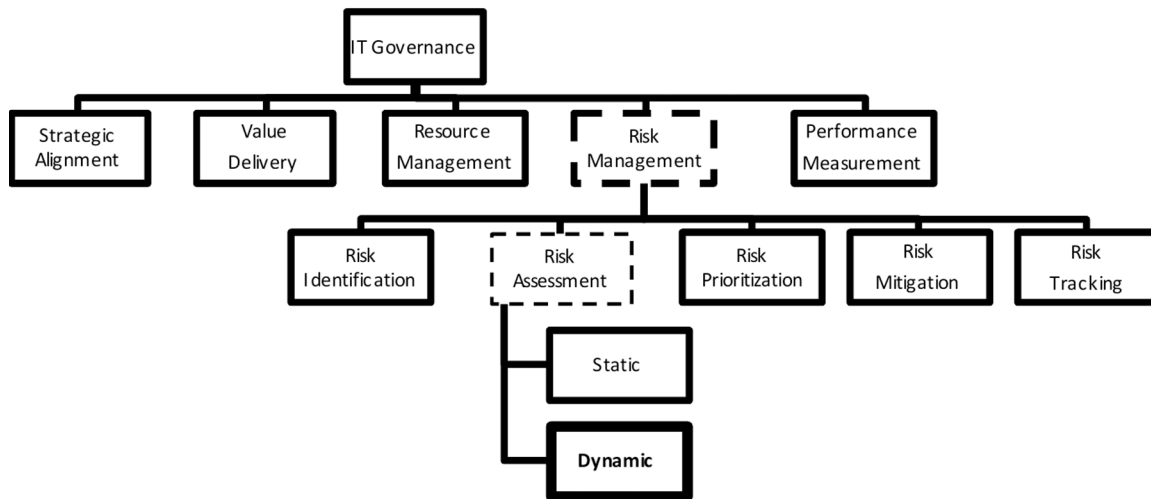 IT Governance
Strategic
Alignment
Value
Delivery
Resource
Management
Risk
Management
Performance
Measurement
Risk
Identification
Risk
Assessment
Risk
Prioritization
Risk
Mitigation
Risk
Tracking
Static
Dynamic